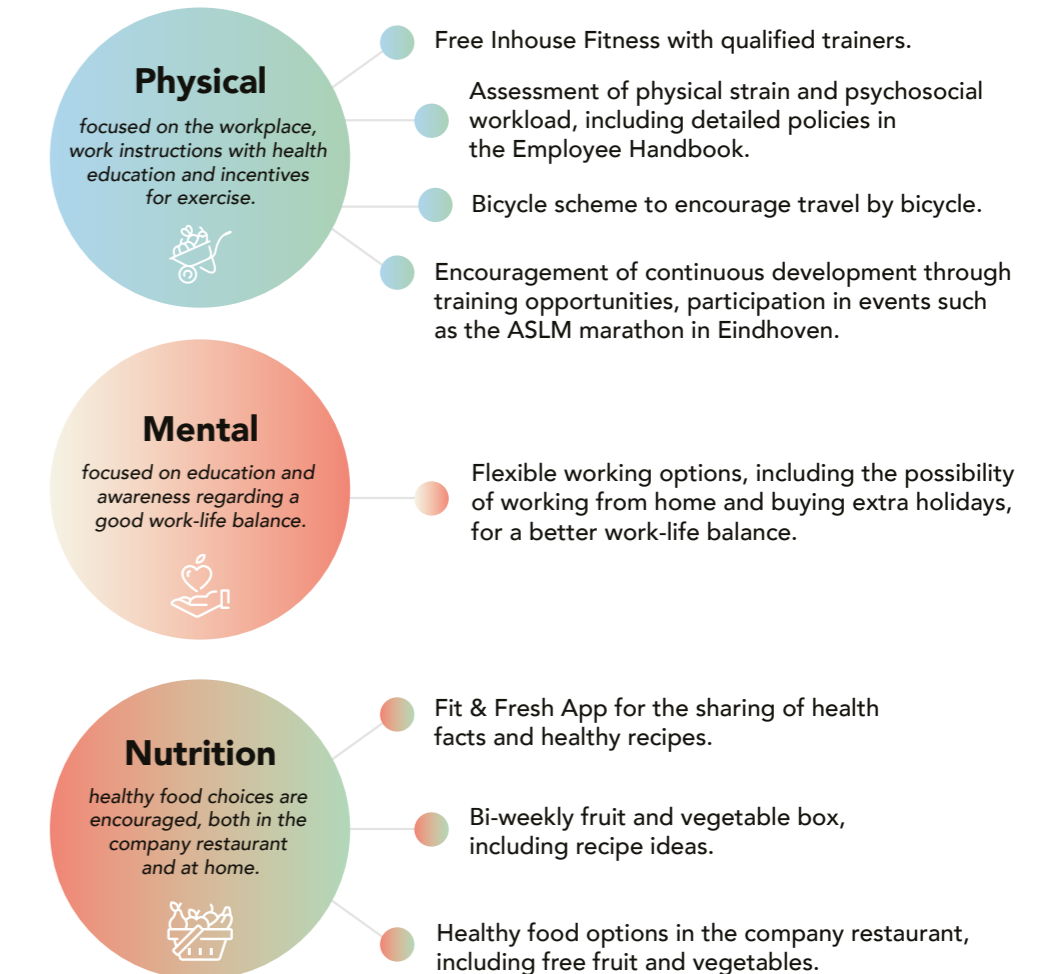 Physical
focused on the workplace,
work instructions with health
education and incentives
for exercise.
Free Inhouse Fitness with qualified trainers.
Assessment of physical strain and psychosocial
workload, including detailed policies in
the Employee Handbook.
Bicycle scheme to encourage travel by bicycle.
Encouragement of continuous development through
training opportunities, participation in events such
as the ASLM marathon in Eindhoven.
Mental
focused on education and
awareness regarding a
good work-life balance.
Flexible working options, including the possibility
of working from home and buying extra holidays,
for a better work-life balance.
Nutrition
healthy food choices are
encouraged, both in the
company restaurant
and at home.
Fit & Fresh App for the sharing of health
facts and healthy recipes.
Bi-weekly fruit and vegetable box,
including recipe ideas.
Healthy food options in the company restaurant,
including free fruit and vegetables.